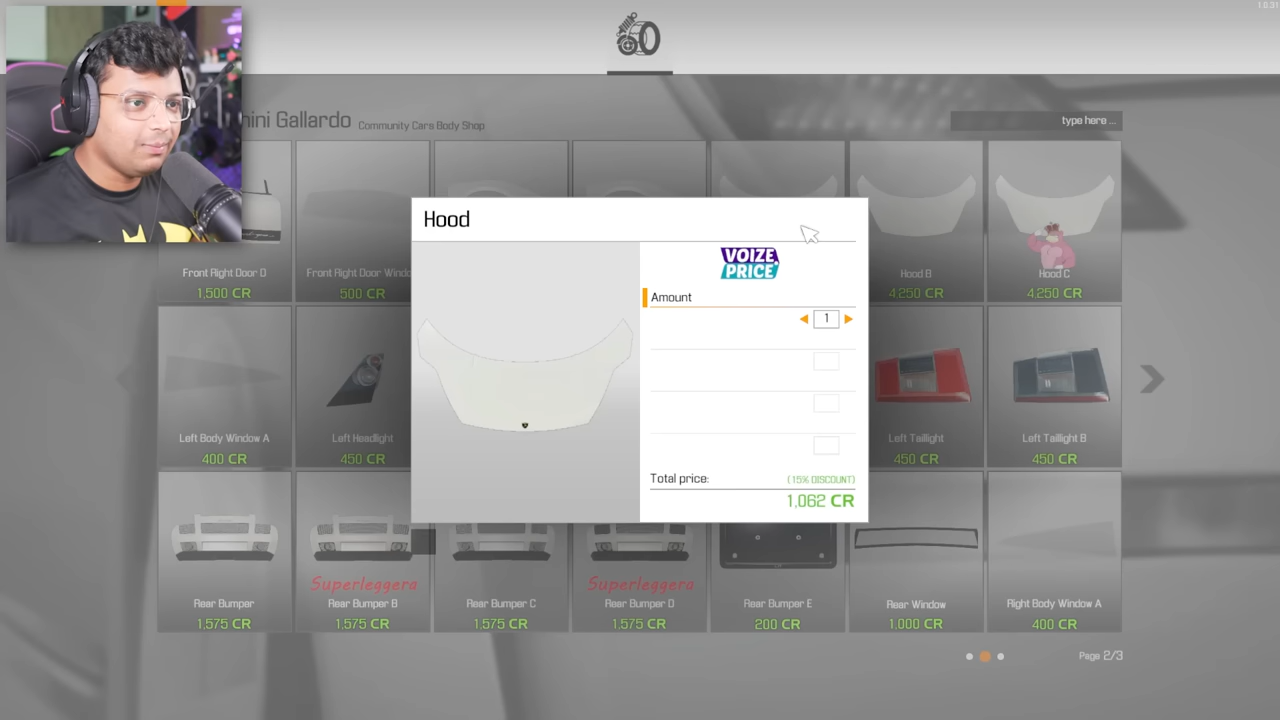 1.0.31
mini Gallardo Community Cars Body Shop
type here ...
Front Right Door D
1,500 CR
Front Right Door Windo
500 CR
Hood B
4,250 CR
Hood C
4,250 CR
Hood
VOIZE
PRICE
Amount
1
Total price:
(15% DISCOUNT)
1,062 CR
Left Body Window A
400 CR
Left Headlight
450 CR
Left Taillight
450 CR
Left Taillight B
450 CR
Rear Bumper
1,575 CR
Superleggera
Rear Bumper B
1,575 CR
Rear Bumper C
1,575 CR
Superleggera
Rear Bumper D
1,575 CR
Rear Bumper E
200 CR
Rear Window
1,000 CR
Right Body Window A
400 CR
Page 2/3